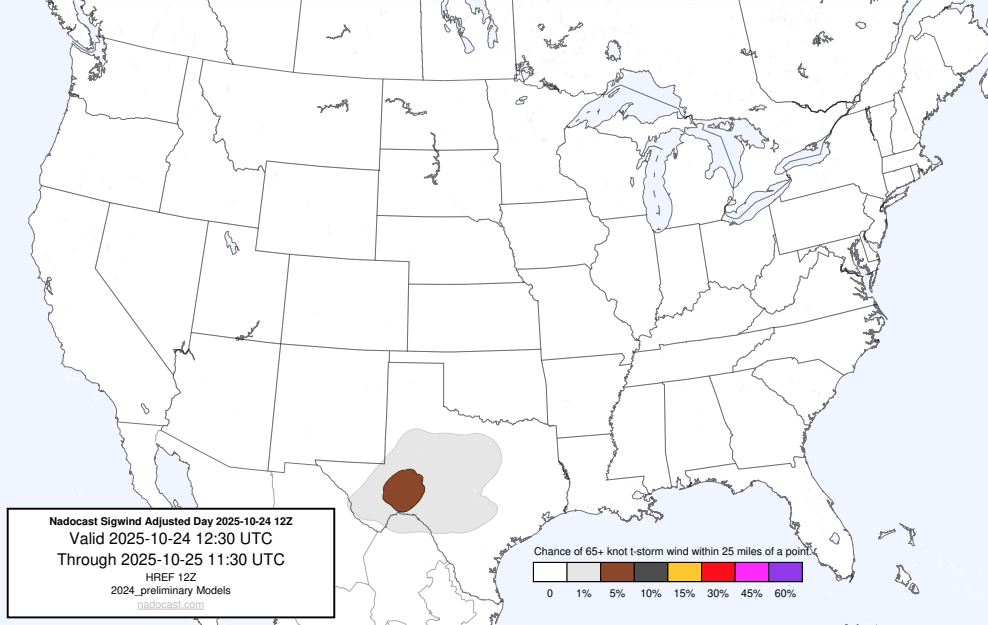 Nadocast Sigwind Adjusted Day 2025-10-24 12Z
Valid 2025-10-24 12:30 UTC
Through 2025-10-25 11:30 UTC
HREF 12Z
2024_preliminary Models
nadocast.com
Chance of 65+ knot t-storm wind within 25 miles of a point.
0 1% 5% 10% 15% 30% 45% 60%